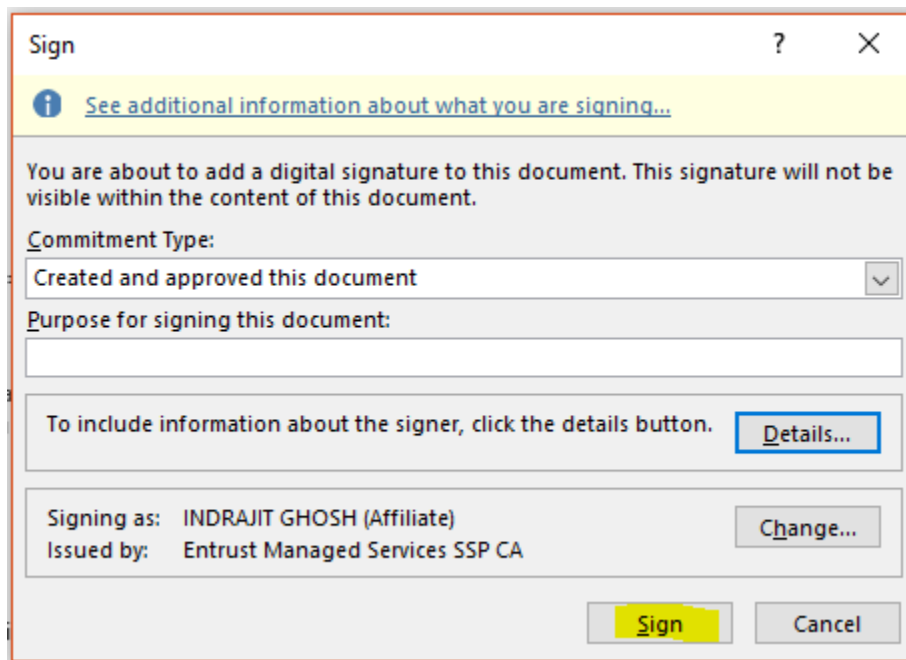 Sign ? X
See additional information about what you are signing...
You are about to add a digital signature to this document. This signature will not be
visible within the content of this document.
Commitment Type:
Created and approved this document
Purpose for signing this document:
To include information about the signer, click the details button. Details...
Signing as: INDRAJIT GHOSH (Affiliate) Change...
Issued by: Entrust Managed Services SSP CA
Sign Cancel